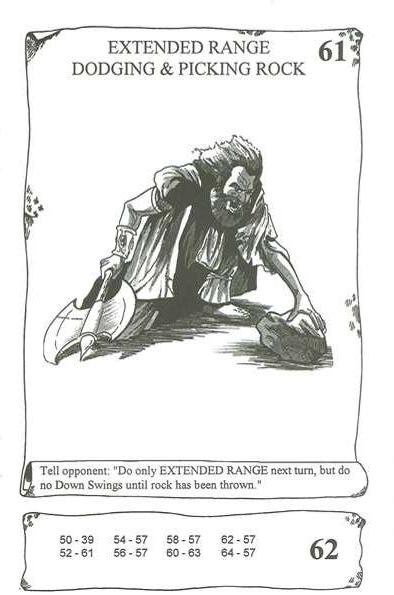 EXTENDED RANGE 61
DODGING & PICKING ROCK
Tell opponent: "Do only EXTENDED RANGE next turn, but do
no Down Swings until rock has been thrown."
50 - 39 54 - 57 58 - 57 62 - 57
52 - 61 56 - 57 60 - 63 64 - 57
62